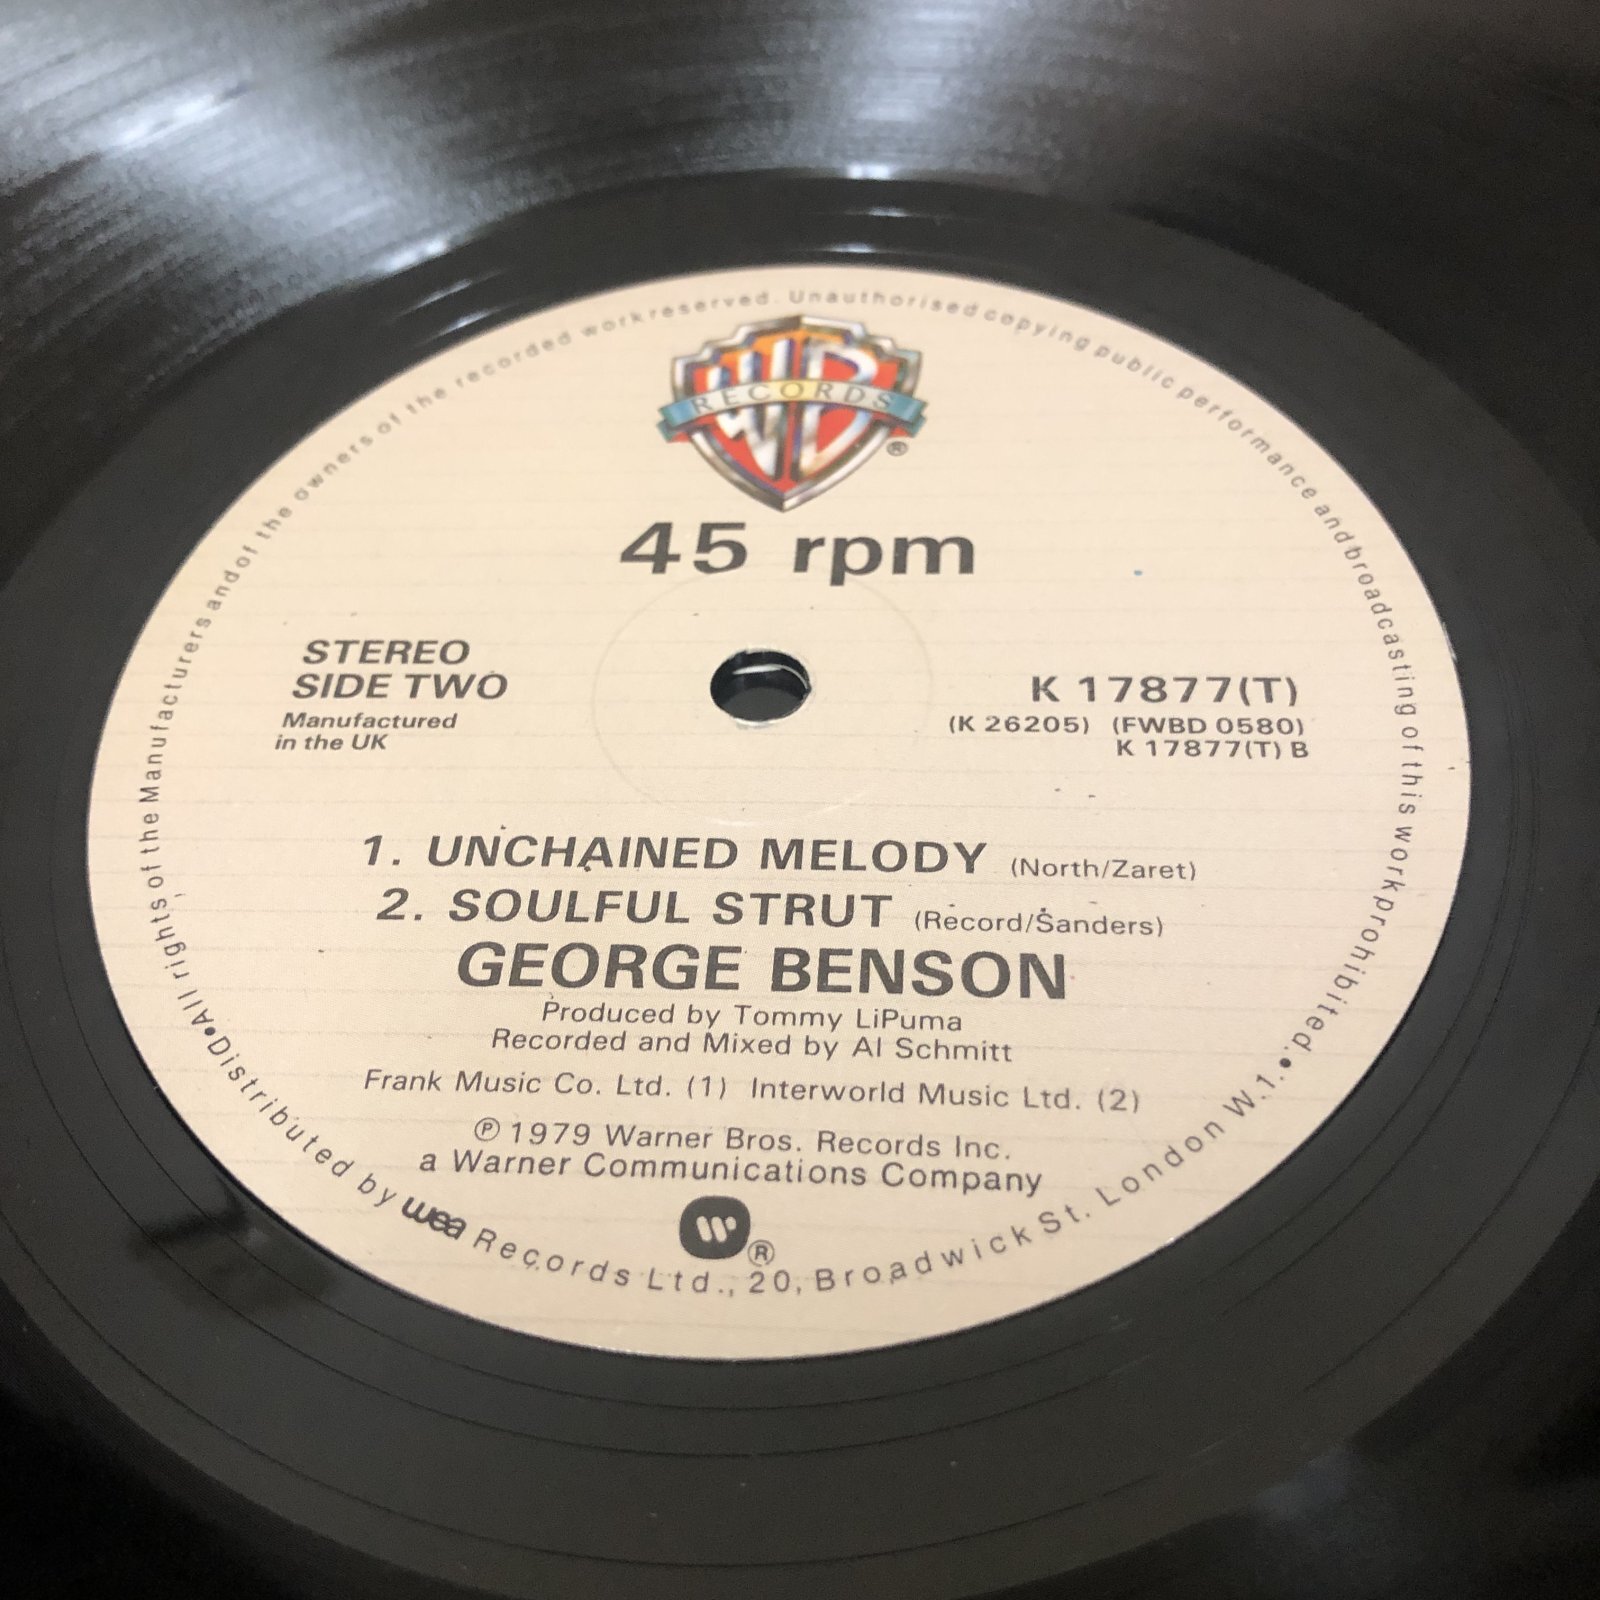 All rights of the Manufacturers and of the owners of the recorded work reserved. Unauthorised copying public performance and broadcasting of this work prohibited.
WB
RECORDS
®
45 rpm
STEREO
SIDE TWO
Manufactured
in the UK
K 17877(T)
(K 26205) (FWBD 0580)
K 17877(T) B
1. UNCHAINED MELODY (North/Zaret)
2. SOULFUL STRUT (Record/Sanders)
GEORGE BENSON
Produced by Tommy LiPuma
Recorded and Mixed by Al Schmitt
Frank Music Co. Ltd. (1) Interworld Music Ltd. (2)
℗ 1979 Warner Bros. Records Inc.
a Warner Communications Company
®
•Distributed by wea Records Ltd., 20, Broadwick St. London W.1.•